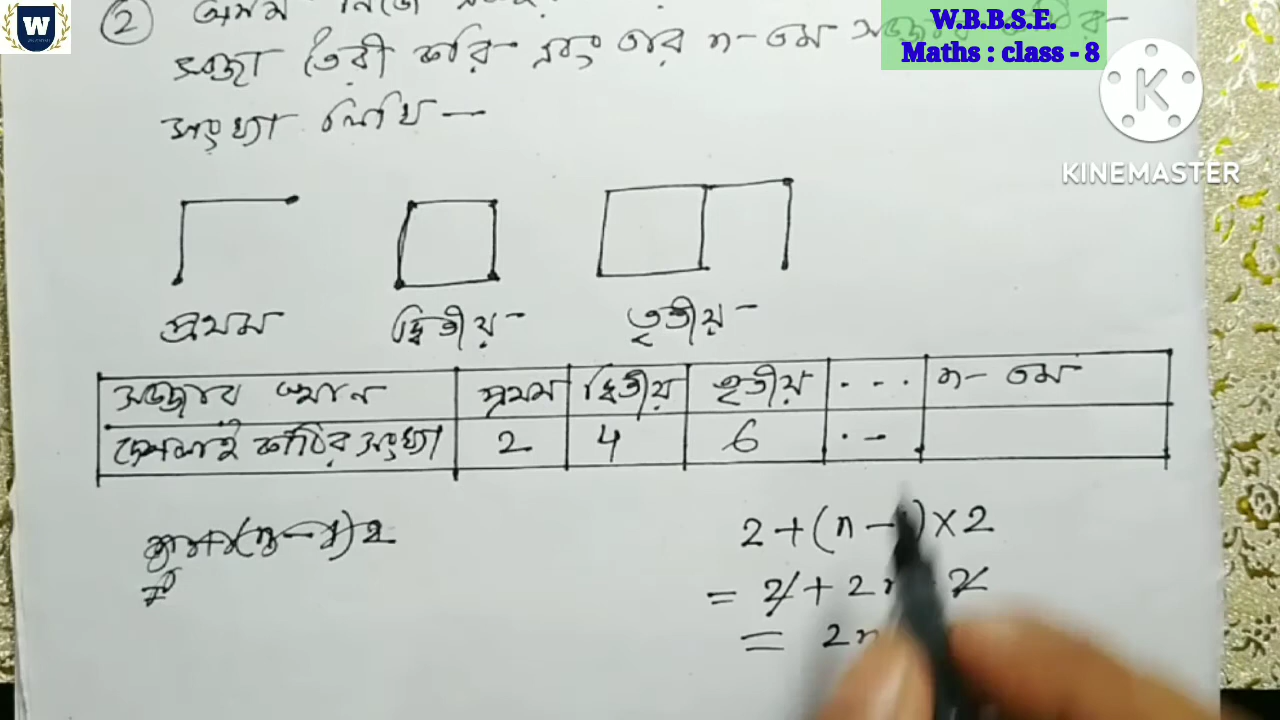 W
W.B.B.S.E.
Maths : class - 8
K
KINEMASTER
②
সজ্জা তৈরী করি এবং তার n-তম
সংখ্যা লিখি —
প্রথম দ্বিতীয় তৃতীয়
সজ্জার স্থান প্রথম দ্বিতীয় তৃতীয় . . . n-তম
দেশলাই কাঠির সংখ্যা 2 4 6
2+(n-)×2
= 2+2n 2
= 2n